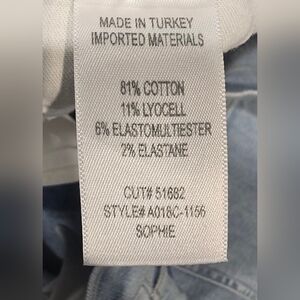 MADE IN TURKEY
IMPORTED MATERIALS
81% COTTON
11% LYOCELL
6% ELASTOMULTIESTER
2% ELASTANE
CUT# 51682
STYLE# A018C-1156
SOPHIE